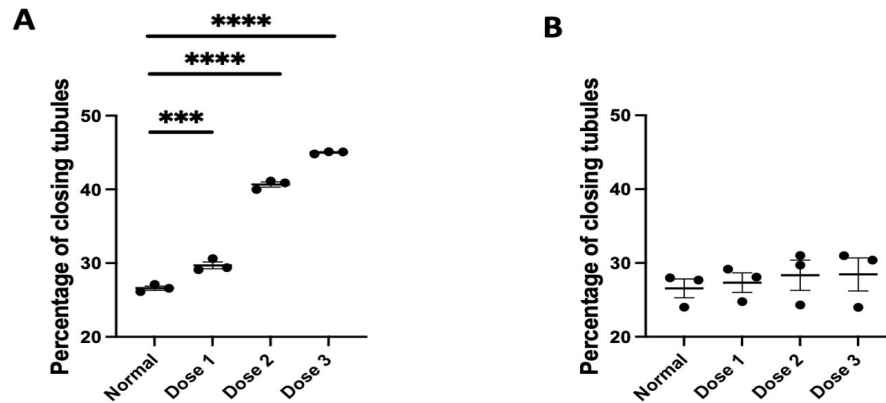 A
****
****
***
Percentage of closing tubules
50
40
30
20
Normal
Dose 1
Dose 2
Dose 3
B
Percentage of closing tubules
50
40
30
20
Normal
Dose 1
Dose 2
Dose 3